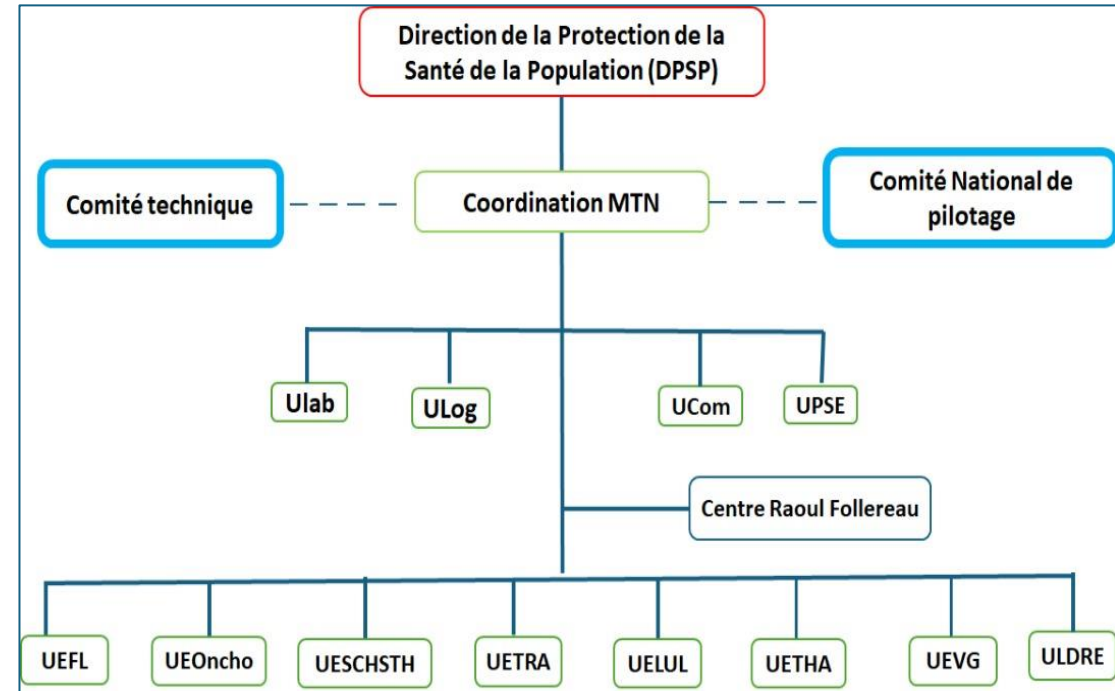 Direction de la Protection de la
Santé de la Population (DPSP)
Comité technique
Coordination MTN
Comité National de
pilotage
Ulab
ULog
UCom
UPSE
Centre Raoul Follereau
UEFL
UEOncho
UESCHSTH
UETRA
UELUL
UETHA
UEVG
ULDRE